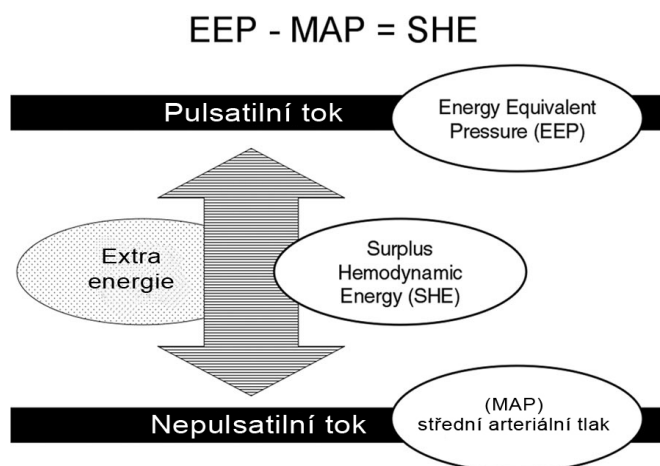 EEP - MAP = SHE
Pulsatilní tok
Energy Equivalent
Pressure (EEP)
Extra
energie
Surplus
Hemodynamic
Energy (SHE)
Nepulsatilní tok
(MAP)
střední arteriální tlak